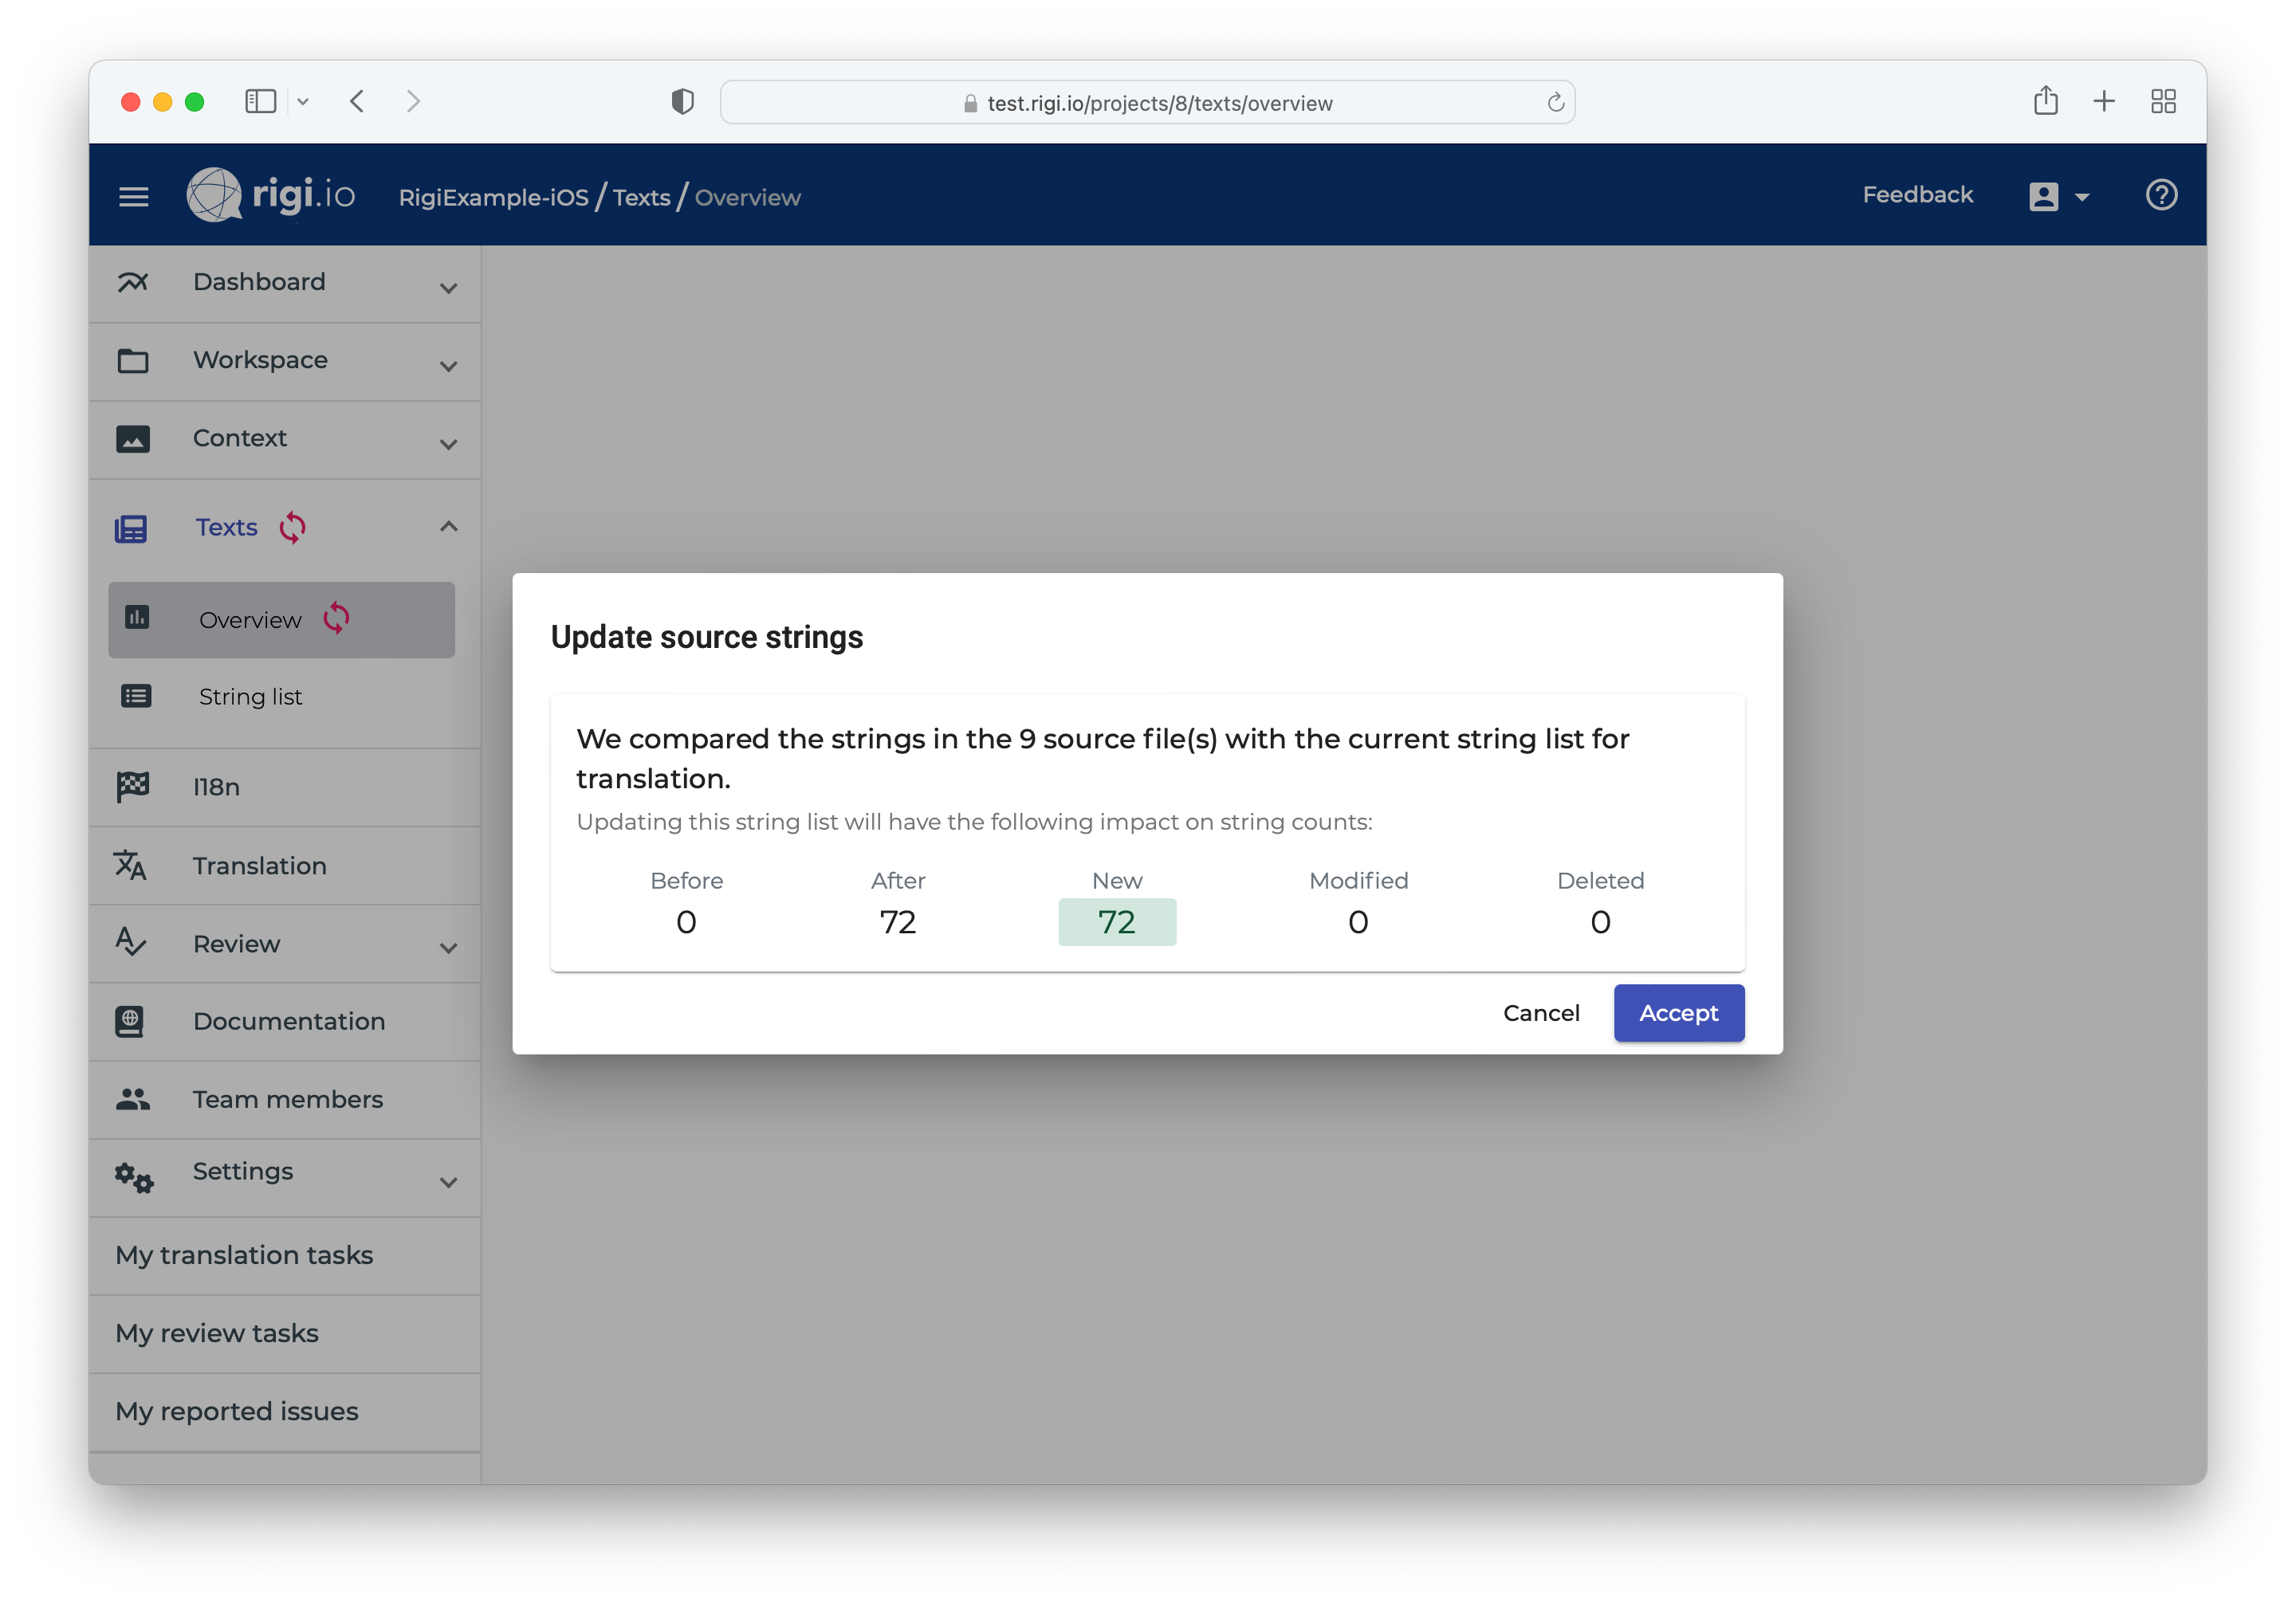 test.rigi.io/projects/8/texts/overview
rigi.io
RigiExample-iOS / Texts / Overview
Feedback
Dashboard
Workspace
Context
Texts
Overview
String list
I18n
Translation
Review
Documentation
Team members
Settings
My translation tasks
My review tasks
My reported issues
Update source strings
We compared the strings in the 9 source file(s) with the current string list for
translation.
Updating this string list will have the following impact on string counts:
Before After New Modified Deleted
0 72 72 0 0
Cancel Accept